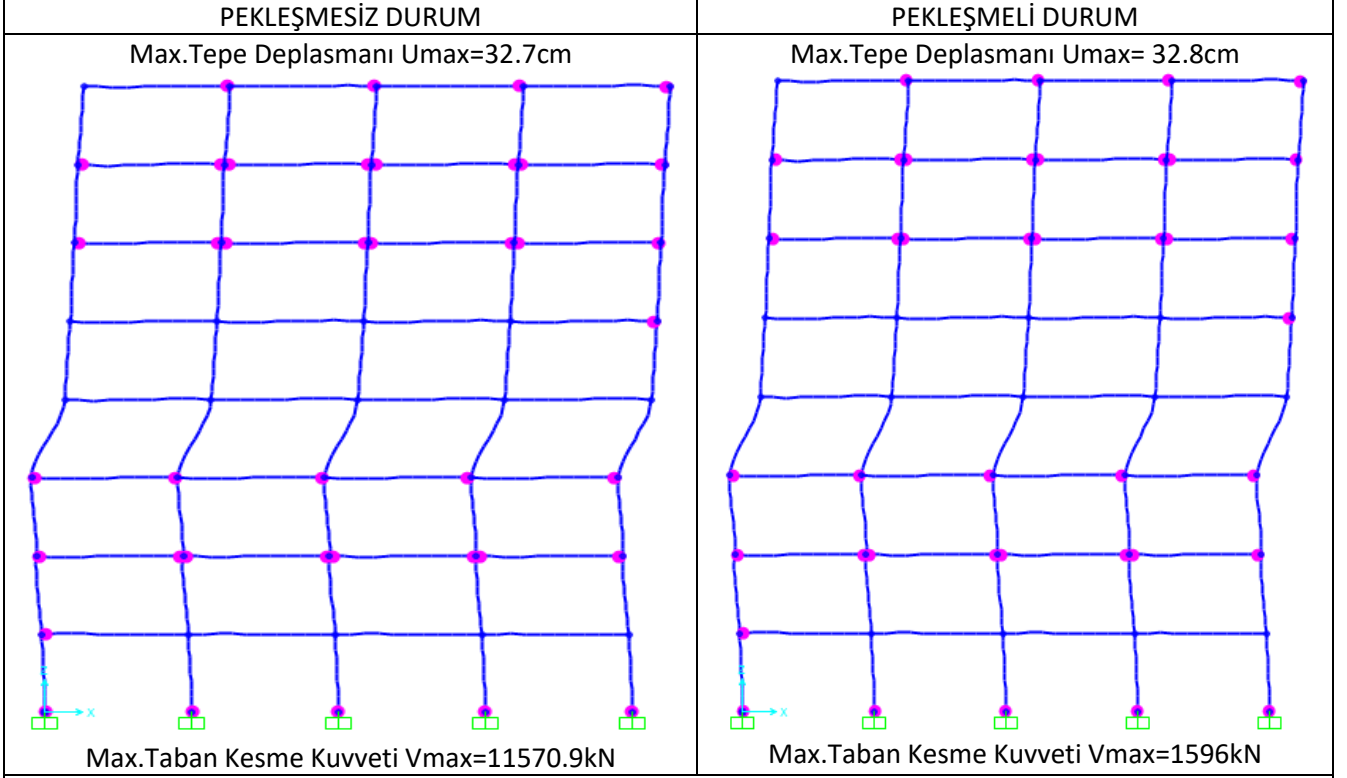 PEKLEŞMESİZ DURUM
Max.Tepe Deplasmanı Umax=32.7cm
X
Max.Taban Kesme Kuvveti Vmax=11570.9kN
PEKLEŞMELİ DURUM
Max.Tepe Deplasmanı Umax= 32.8cm
X
Max.Taban Kesme Kuvveti Vmax=1596kN